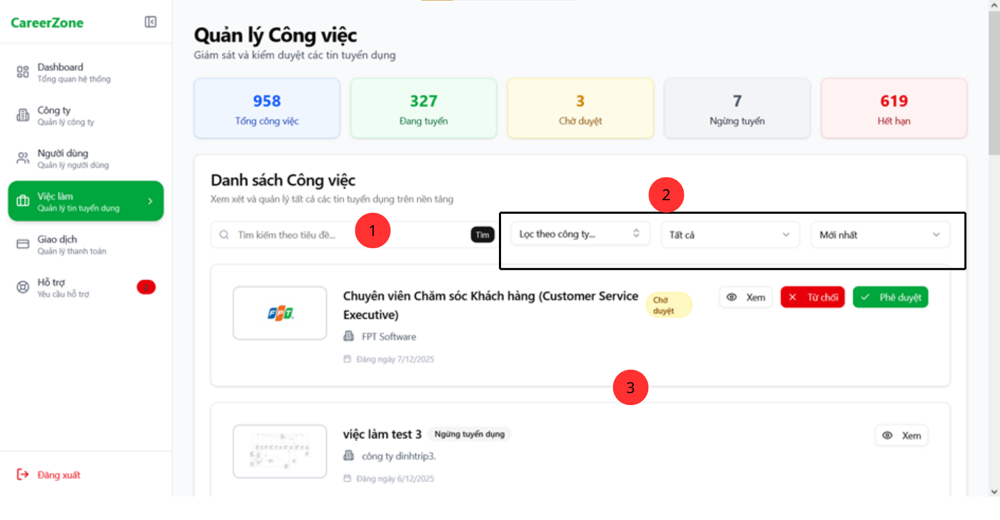 CareerZone
Dashboard
Tổng quan hệ thống
Công ty
Quản lý công ty
Người dùng
Quản lý người dùng
Việc làm
Quản lý tin tuyển dụng
Giao dịch
Quản lý thanh toán
Hỗ trợ
2
Yêu cầu hỗ trợ
Đăng xuất
Quản lý Công việc
Giám sát và kiểm duyệt các tin tuyển dụng
958
Tổng công việc
327
Đang tuyển
3
Chờ duyệt
7
Ngừng tuyển
619
Hết hạn
Danh sách Công việc
Xem xét và quản lý tất cả các tin tuyển dụng trên nền tảng
2
Tìm kiếm theo tiêu đề...
1
Tìm
Lọc theo công ty...
Tất cả
Mới nhất
FPT
Chuyên viên Chăm sóc Khách hàng (Customer Service
Executive)
Chờ
duyệt
Xem
Từ chối
Phê duyệt
FPT Software
Đăng ngày 7/12/2025
3
việc làm test 3
Ngừng tuyển dụng
Xem
công ty dinhtrip3.
Đăng ngày 6/12/2025